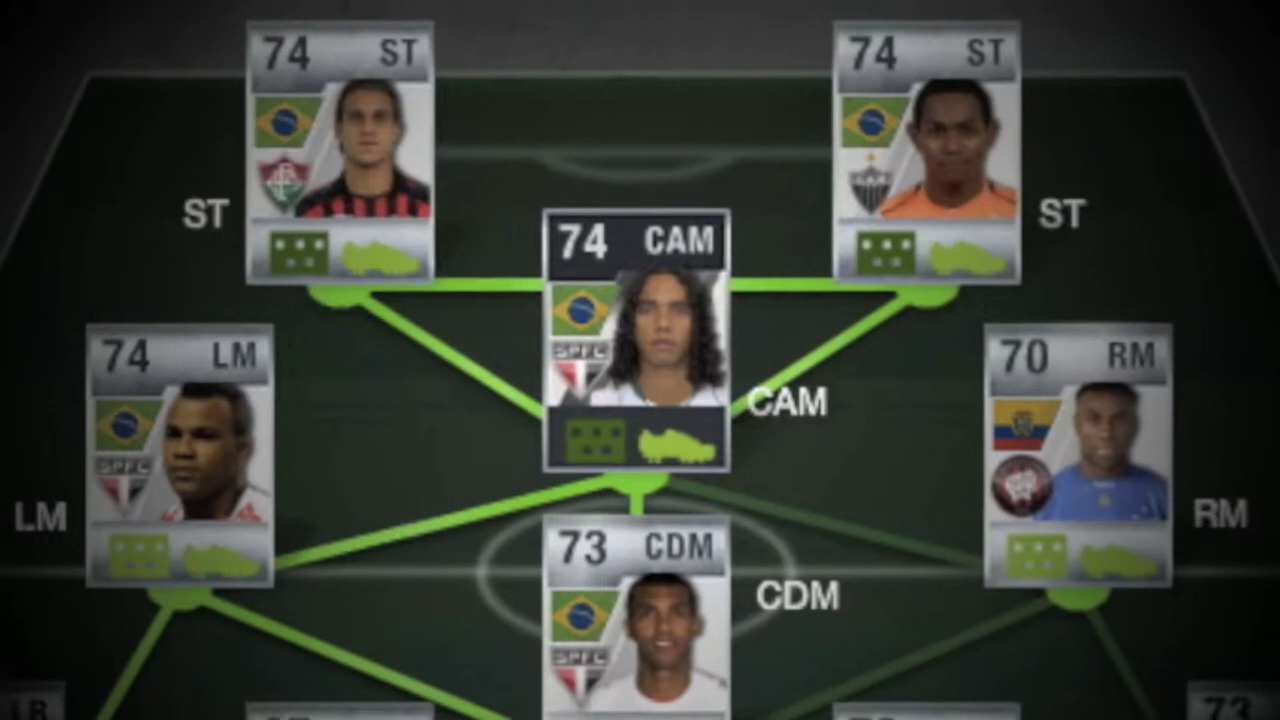 74 ST
74 ST
ST
ST
74 CAM
SPFC
CAM
74 LM
SPFC
LM
70 RM
RM
73 CDM
SPFC
CDM
73